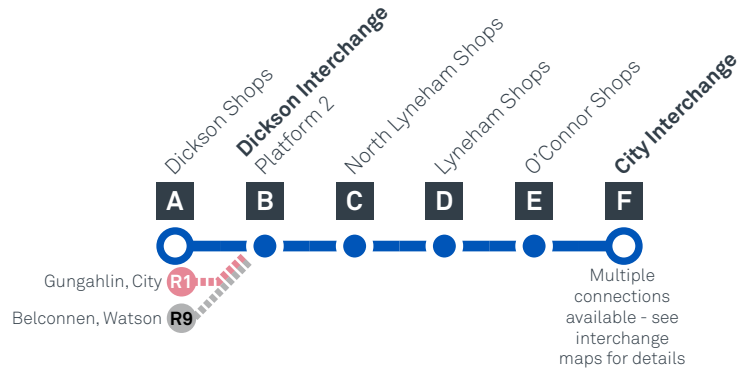 Dickson Shops
Dickson Interchange
Platform 2
North Lyneham Shops
Lyneham Shops
O'Connor Shops
City Interchange
A
B
C
D
E
F
Gungahlin, City R1
Belconnen, Watson R9
Multiple
connections
available - see
interchange
maps for details